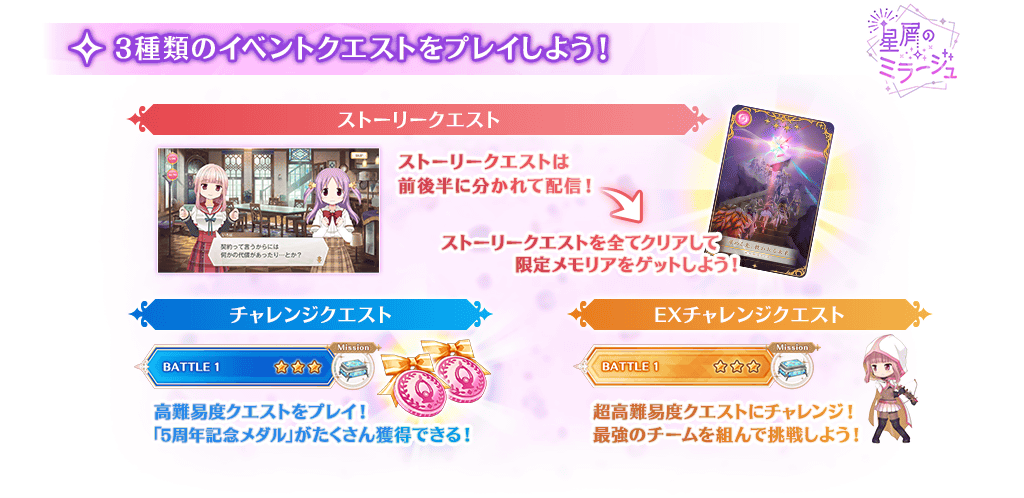 3種類のイベントクエストをプレイしよう！
星屑の
ミラージュ
ストーリークエスト
ストーリークエストは
前後半に分かれて配信！
契約って言うからには
何かの代償があったり…とか？
ストーリークエストを全てクリアして
限定メモリアをゲットしよう！
チャレンジクエスト
BATTLE 1
Mission
高難易度クエストをプレイ！
「5周年記念メダル」がたくさん獲得できる！
EXチャレンジクエスト
BATTLE 1
Mission
超高難易度クエストにチャレンジ！
最強のチームを組んで挑戦しよう！